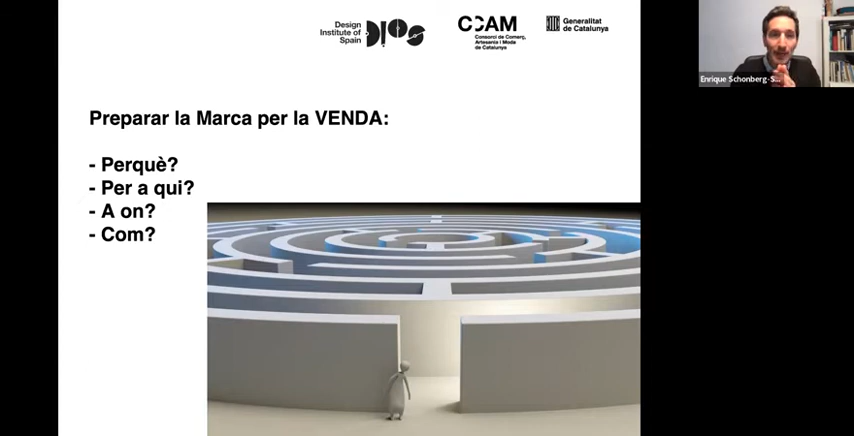 Design
Institute of
Spain
DIOS
CCAM
Consorci de Comerç,
Artesania i Moda
de Catalunya
Generalitat
de Catalunya
Enrique Schonberg-S...
Preparar la Marca per la VENDA:
- Perquè?
- Per a qui?
- A on?
- Com?